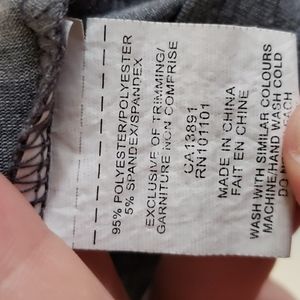 95% POLYESTER/POLYESTER
5% SPANDEX/SPANDEX
EXCLUSIVE OF TRIMMING/
GARNITURE NON COMPRISE
CA13891
RN101101
MADE IN CHINA
FAIT EN CHINE
WASH WITH SIMILAR COLOURS
MACHINE/HAND WASH COLD